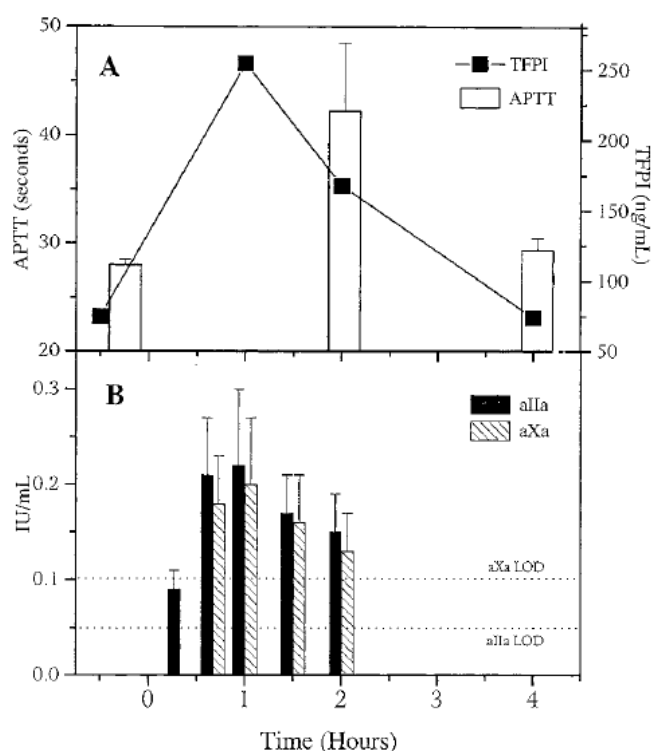 A
TFPI
APTT
50
40
30
20
APTT (seconds)
250
200
150
100
50
TFPI (ng/mL)
B
aIIa
aXa
0.3
0.2
0.1
0.0
IU/mL
aXa LOD
aIIa LOD
0 1 2 3 4
Time (Hours)